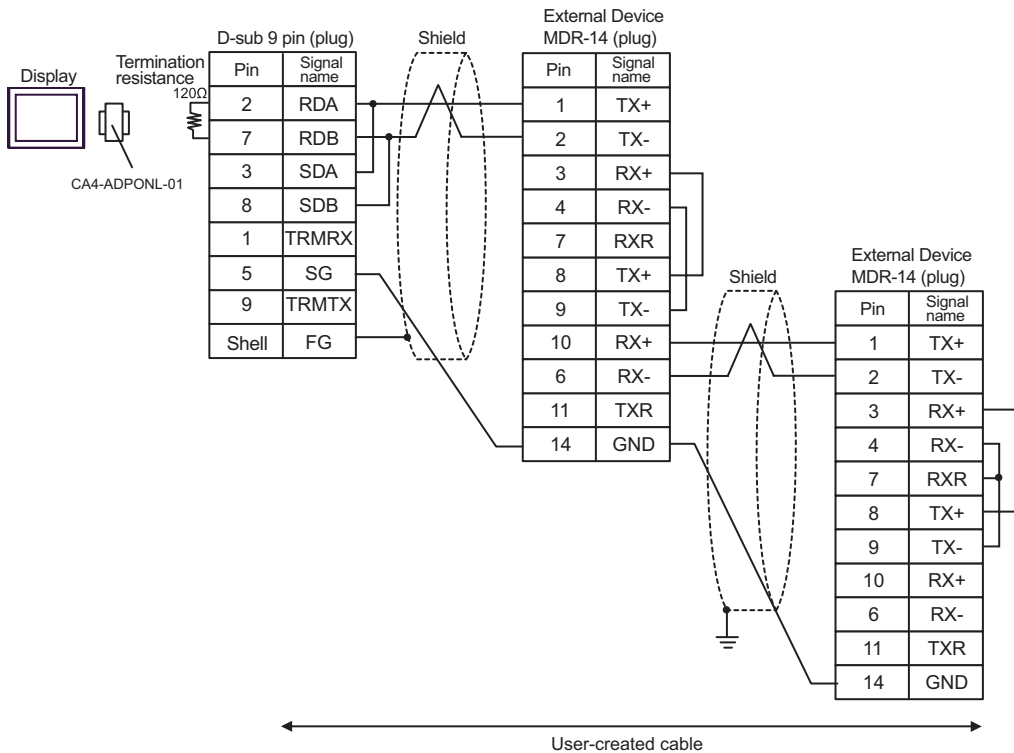 Display
CA4-ADPONL-01
Termination
resistance
120Ω
D-sub 9 pin (plug)
Pin Signal name
2 RDA
7 RDB
3 SDA
8 SDB
1 TRMRX
5 SG
9 TRMTX
Shell FG
Shield
External Device
MDR-14 (plug)
Pin Signal name
1 TX+
2 TX-
3 RX+
4 RX-
7 RXR
8 TX+
9 TX-
10 RX+
6 RX-
11 TXR
14 GND
Shield
External Device
MDR-14 (plug)
Pin Signal name
1 TX+
2 TX-
3 RX+
4 RX-
7 RXR
8 TX+
9 TX-
10 RX+
6 RX-
11 TXR
14 GND
User-created cable